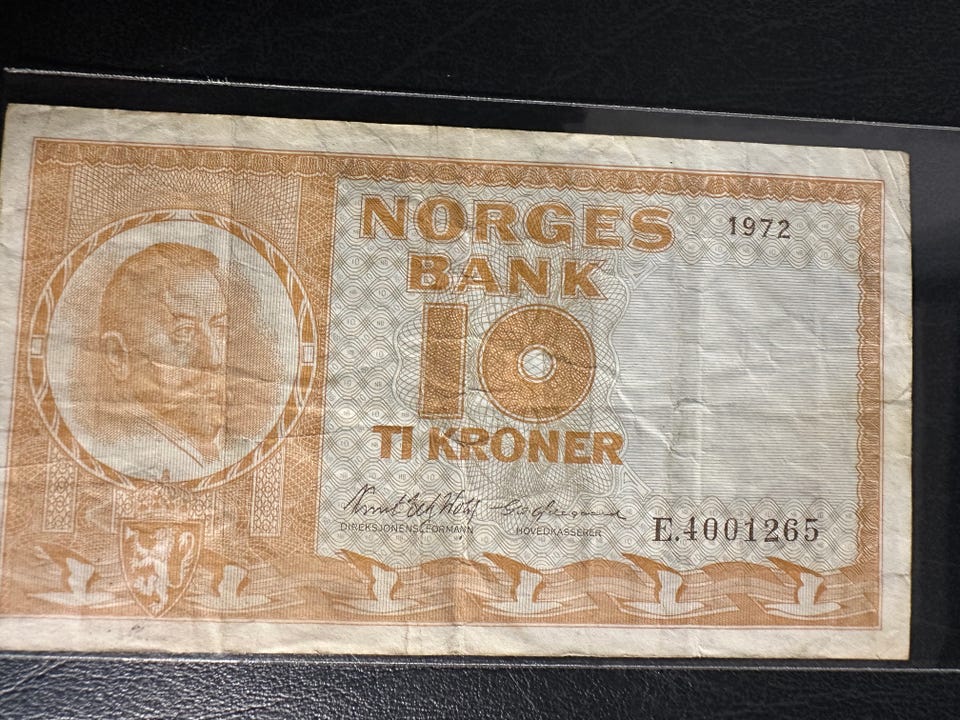 NORGES
1972
BANK
10
TI KRONER
DIREKSJONENS FORMANN
HOVEDKASSERER
E.4001265